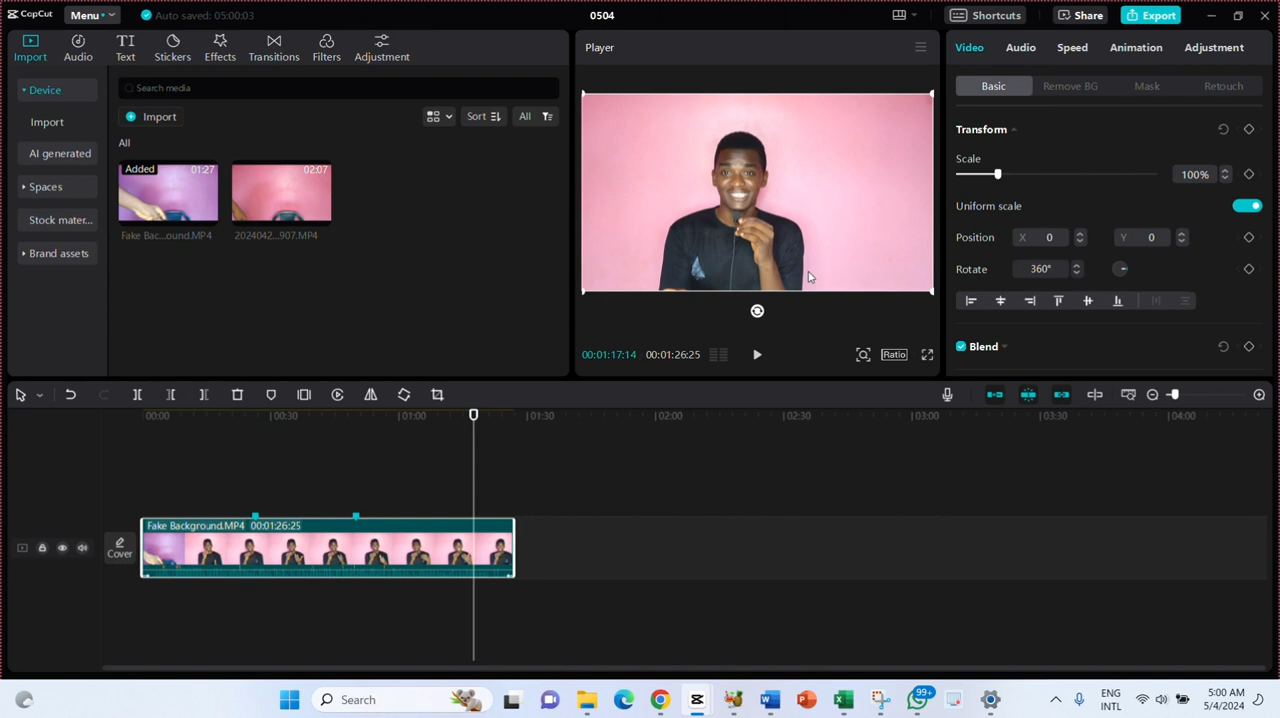 CapCut
Menu
Auto saved: 05:00:03
0504
Shortcuts
Share
Export
Import
Audio
Text
Stickers
Effects
Transitions
Filters
Adjustment
Device
Import
AI generated
Spaces
Stock mater...
Brand assets
Search media
Import
Sort
All
All
Added
01:27
02:07
Fake Bac...ound.MP4
2024042...907.MP4
Player
00:01:17:14 / 00:01:26:25
Ratio
Video
Audio
Speed
Animation
Adjustment
Basic
Remove BG
Mask
Retouch
Transform
Scale
100%
Uniform scale
Position
X 0
Y 0
Rotate
360°
Blend
00:00
00:30
01:00
01:30
02:00
02:30
03:00
03:30
04:00
Cover
Fake Background.MP4 00:01:26:25
Search
99+
ENG
INTL
5:00 AM
5/4/2024